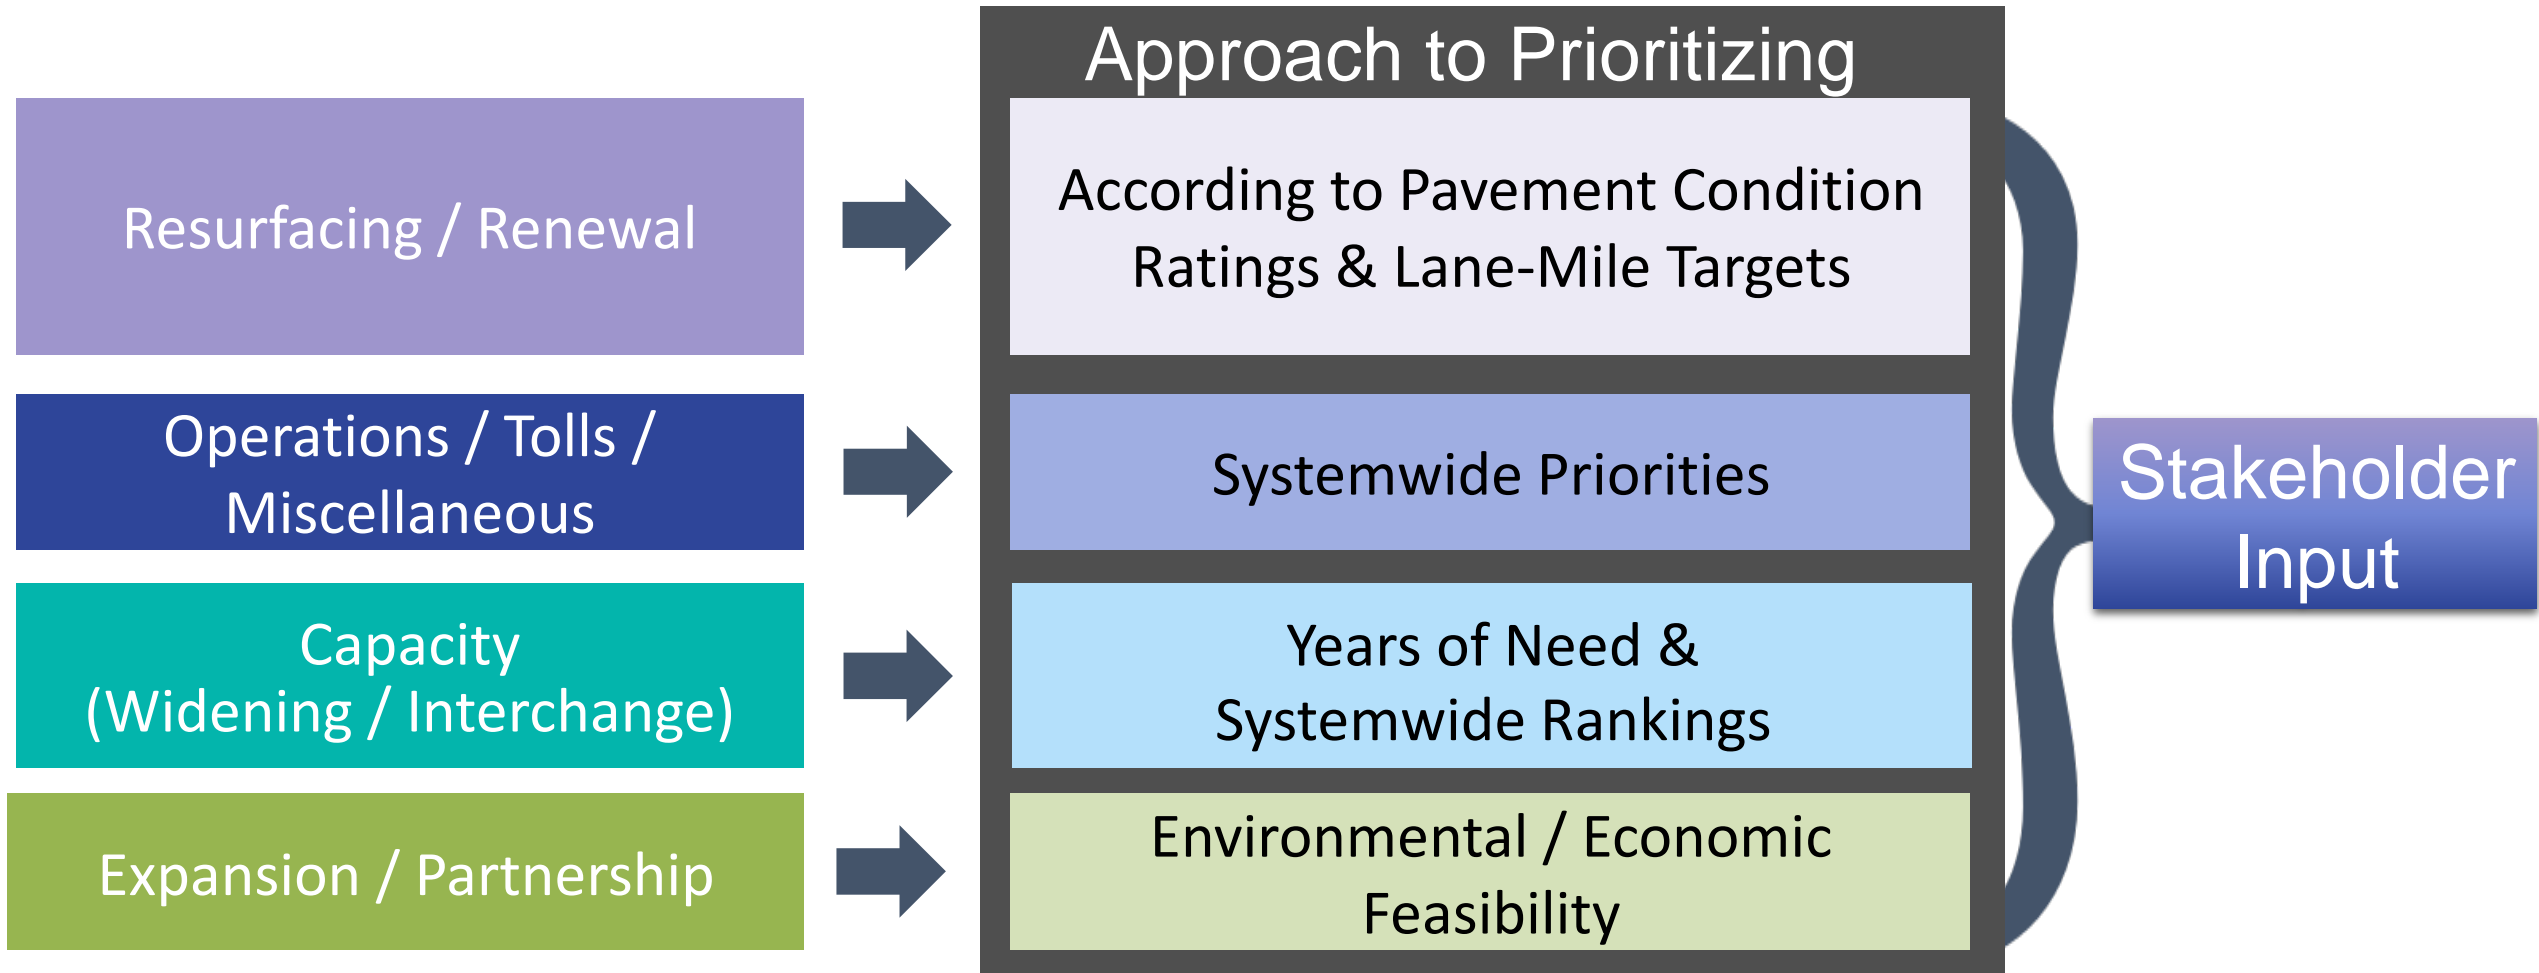 Approach to Prioritizing
Resurfacing / Renewal
According to Pavement Condition
Ratings & Lane-Mile Targets
Operations / Tolls /
Miscellaneous
Systemwide Priorities
Capacity
(Widening / Interchange)
Years of Need &
Systemwide Rankings
Expansion / Partnership
Environmental / Economic
Feasibility
Stakeholder
Input